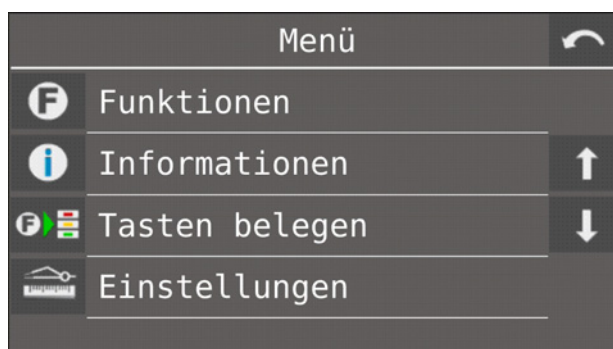 Menü
F Funktionen
i Informationen
F Tasten belegen
Einstellungen